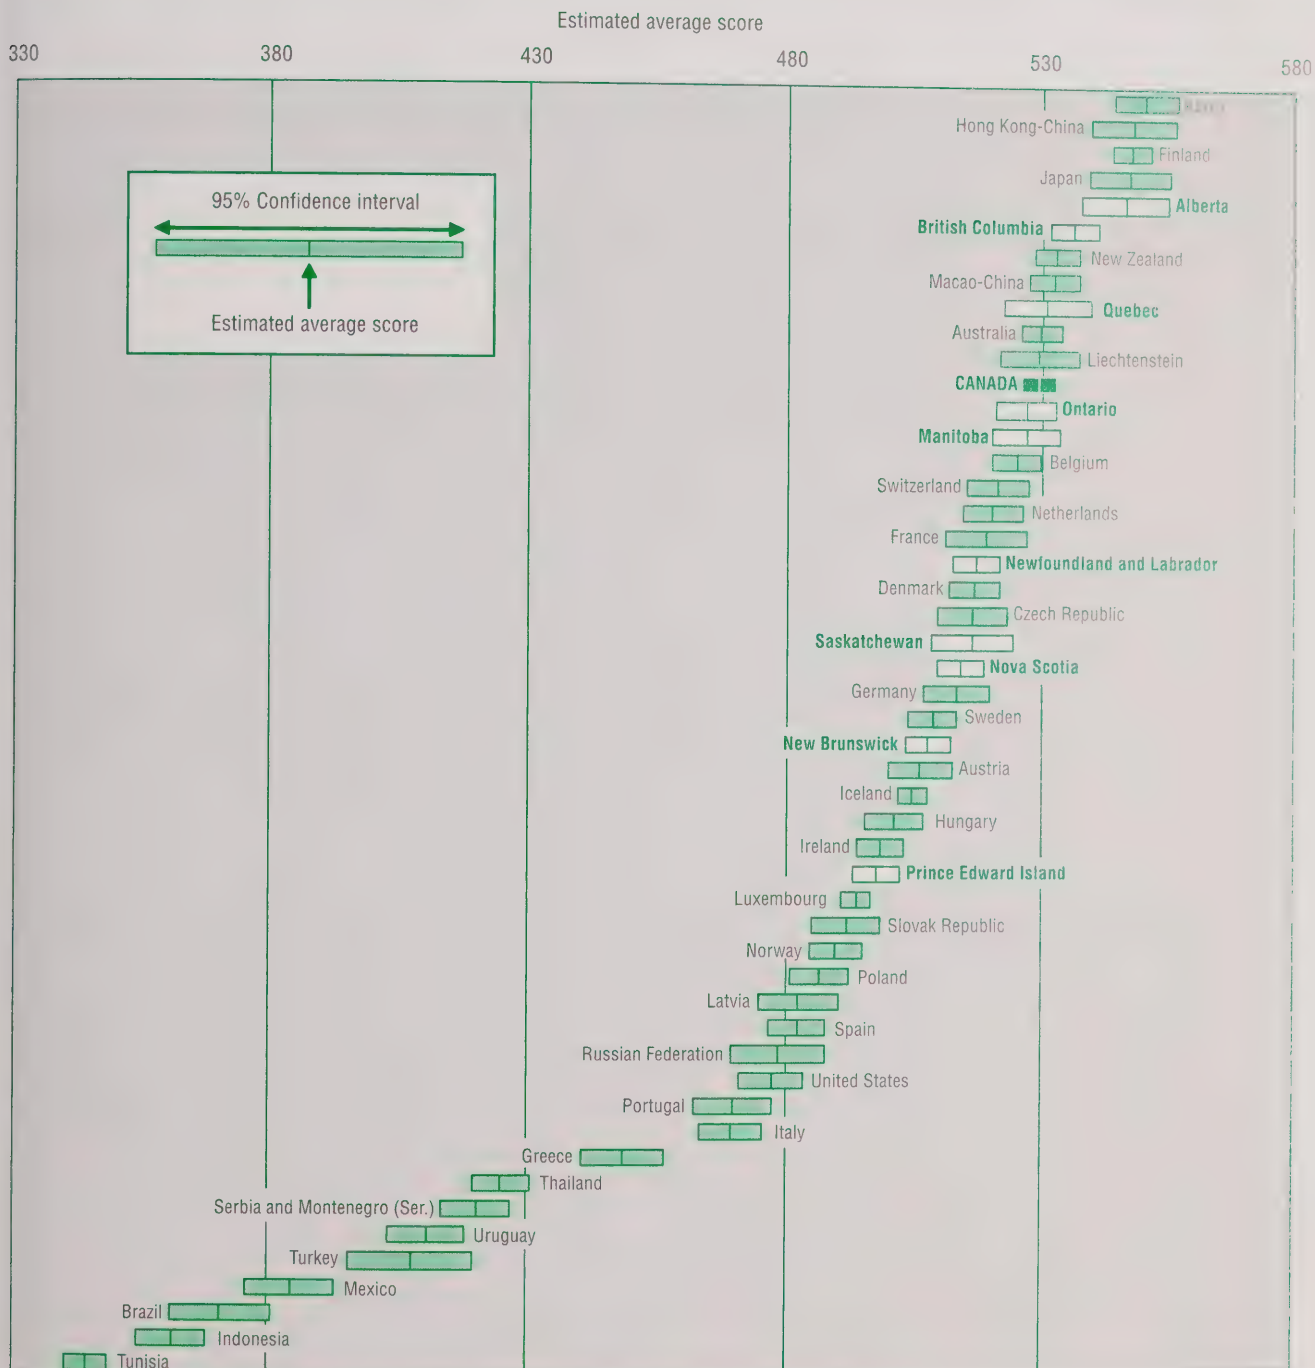 Estimated average score
330 380 430 480 530 580
Hong Kong-China
Finland
Japan
Alberta
British Columbia
New Zealand
Macao-China
Quebec
Australia
Liechtenstein
CANADA
Ontario
Manitoba
Belgium
Switzerland
Netherlands
France
Newfoundland and Labrador
Denmark
Czech Republic
Saskatchewan
Nova Scotia
Germany
Sweden
New Brunswick
Austria
Iceland
Hungary
Ireland
Prince Edward Island
Luxembourg
Slovak Republic
Norway
Poland
Latvia
Spain
Russian Federation
United States
Portugal
Italy
Greece
Thailand
Serbia and Montenegro (Ser.)
Uruguay
Turkey
Mexico
Brazil
Indonesia
Tunisia
95% Confidence interval
Estimated average score